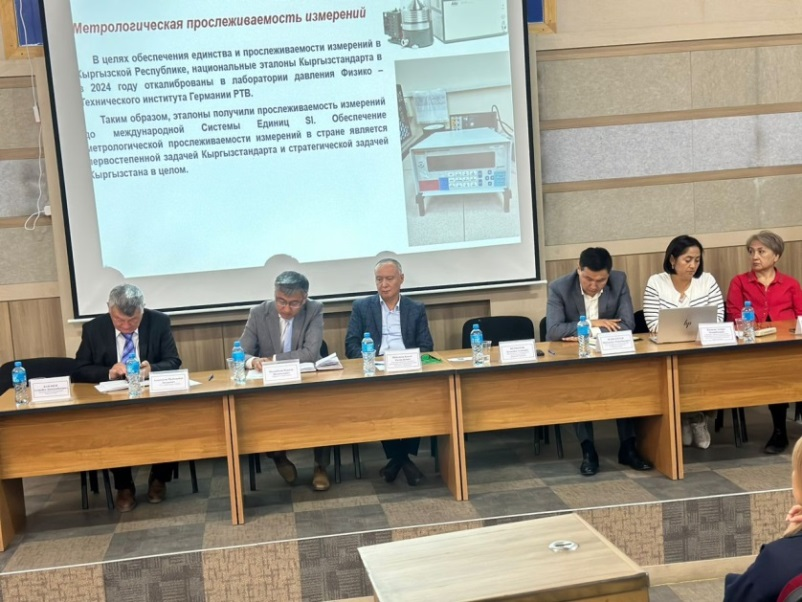 Метрологическая прослеживаемость измерений
В целях обеспечения единства и прослеживаемости измерений в
Кыргызской Республике, национальные эталоны Кыргызстандарта в
в 2024 году откалиброваны в лаборатории давления Физико –
Технического института Германии PTB.
Таким образом, эталоны получили прослеживаемость измерений
до международной Системы Единиц SI. Обеспечение
метрологической прослеживаемости измерений в стране является
первостепенной задачей Кыргызстандарта и стратегической задачей
Кыргызстана в целом.
hp